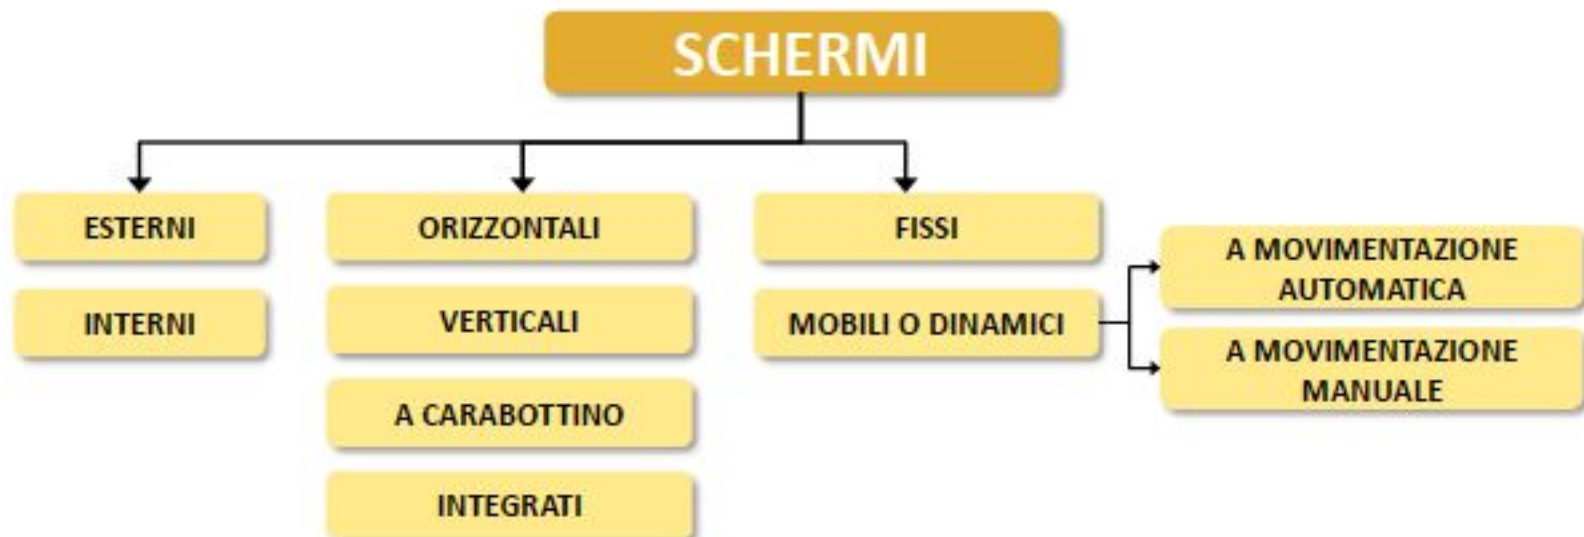 SCHERMI
ESTERNI
INTERNI
ORIZZONTALI
VERTICALI
A CARABOTTINO
INTEGRATI
FISSI
MOBILI O DINAMICI
A MOVIMENTAZIONE
AUTOMATICA
A MOVIMENTAZIONE
MANUALE